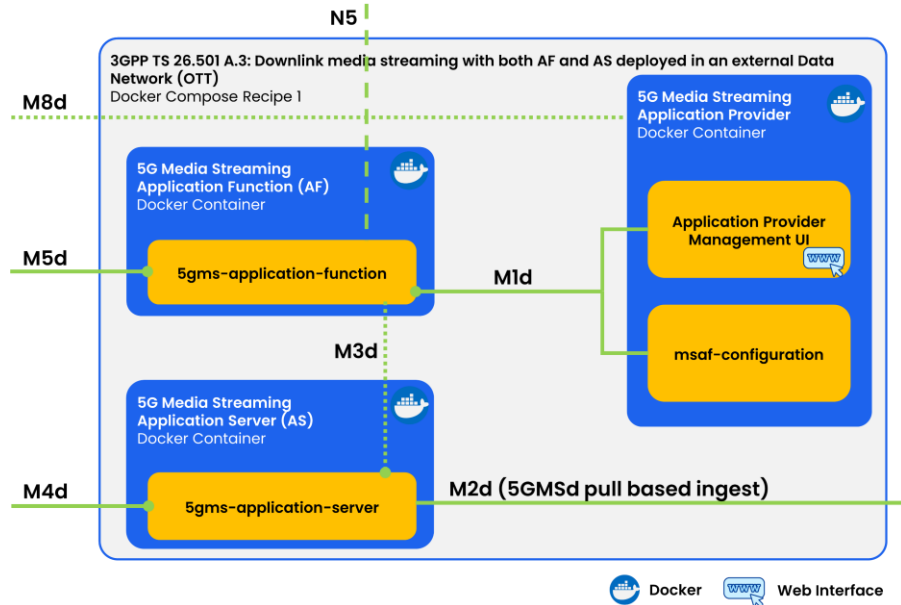 N5
3GPP TS 26.501 A.3: Downlink media streaming with both AF and AS deployed in an external Data
Network (OTT)
Docker Compose Recipe 1
M8d
5G Media Streaming
Application Provider
Docker Container
5G Media Streaming
Application Function (AF)
Docker Container
Application Provider
Management UI
www
M5d
5gms-application-function
M1d
M3d
msaf-configuration
5G Media Streaming
Application Server (AS)
Docker Container
M4d
5gms-application-server
M2d (5GMSd pull based ingest)
Docker
www
Web Interface